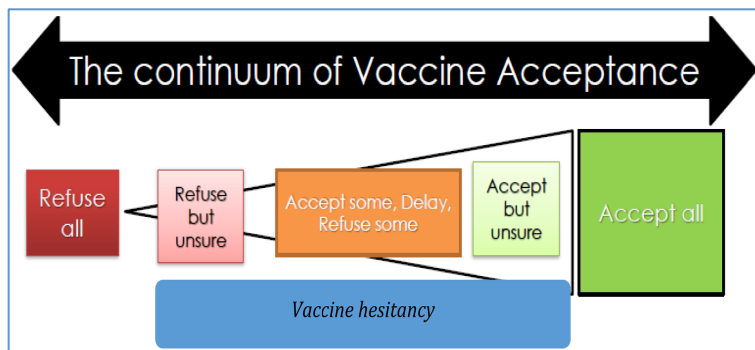 The continuum of Vaccine Acceptance
Refuse
all
Refuse
but
unsure
Accept some, Delay,
Refuse some
Accept
but
unsure
Accept all
Vaccine hesitancy